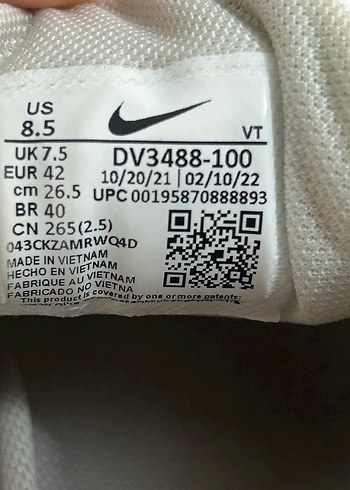 US
8.5
VT
UK 7.5
DV3488-100
EUR 42
10/20/21 | 02/10/22
cm 26.5
UPC 00195870888893
BR 40
CN 265(2.5)
043CKZAMRWQ4D
MADE IN VIETNAM
HECHO EN VIETNAM
FABRIQUE AU VIETNAM
FABRICADO NO VIETNA
This product is covered by one or more patents: